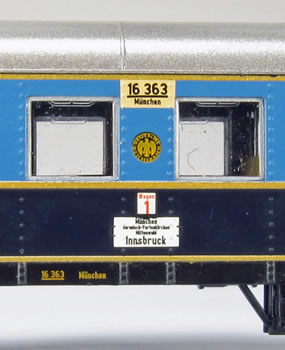 16 363
München
Wagen
1
München
Garmisch-Partenkirchen
Mittenwald
Innsbruck
16 363 München